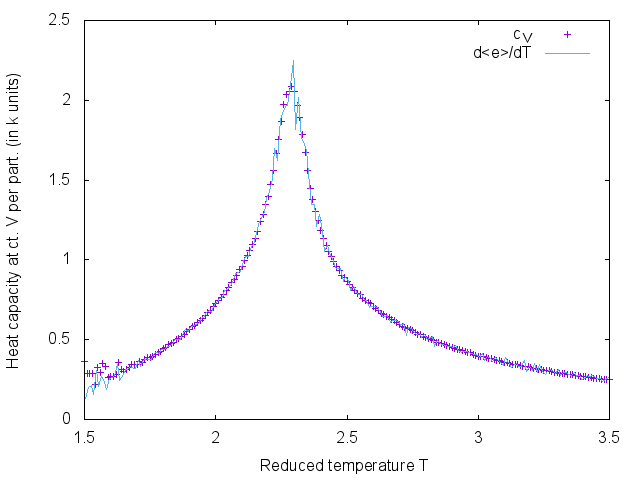 2.5
2
1.5
1
0.5
0
1.5
2
2.5
3
3.5
Heat capacity at ct. V per part. (in k units)
Reduced temperature T
cV
d<e>/dT